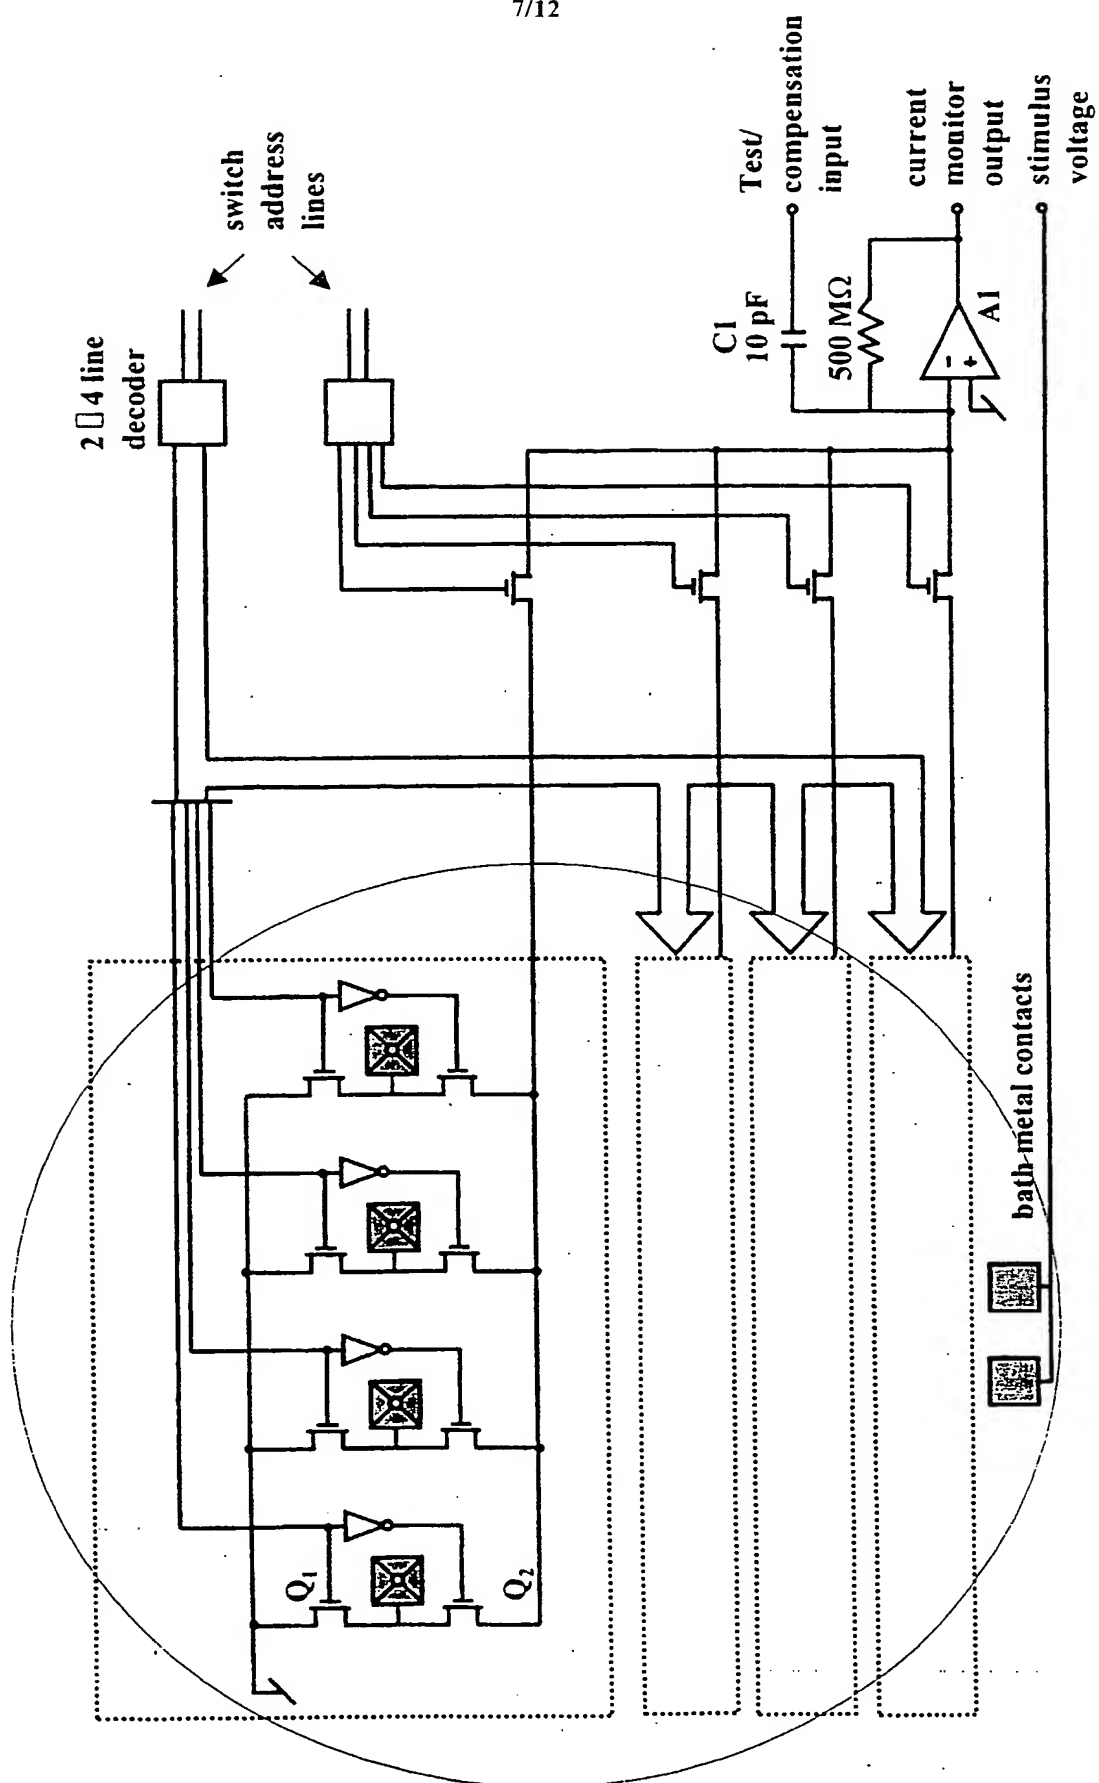 7/12
2 □ 4 line
decoder
switch
address
lines
Test/
compensation
input
C1
10 pF
500 MΩ
current
monitor
output
A1
-
+
stimulus
voltage
bath-metal contacts
Q₁
Q₂